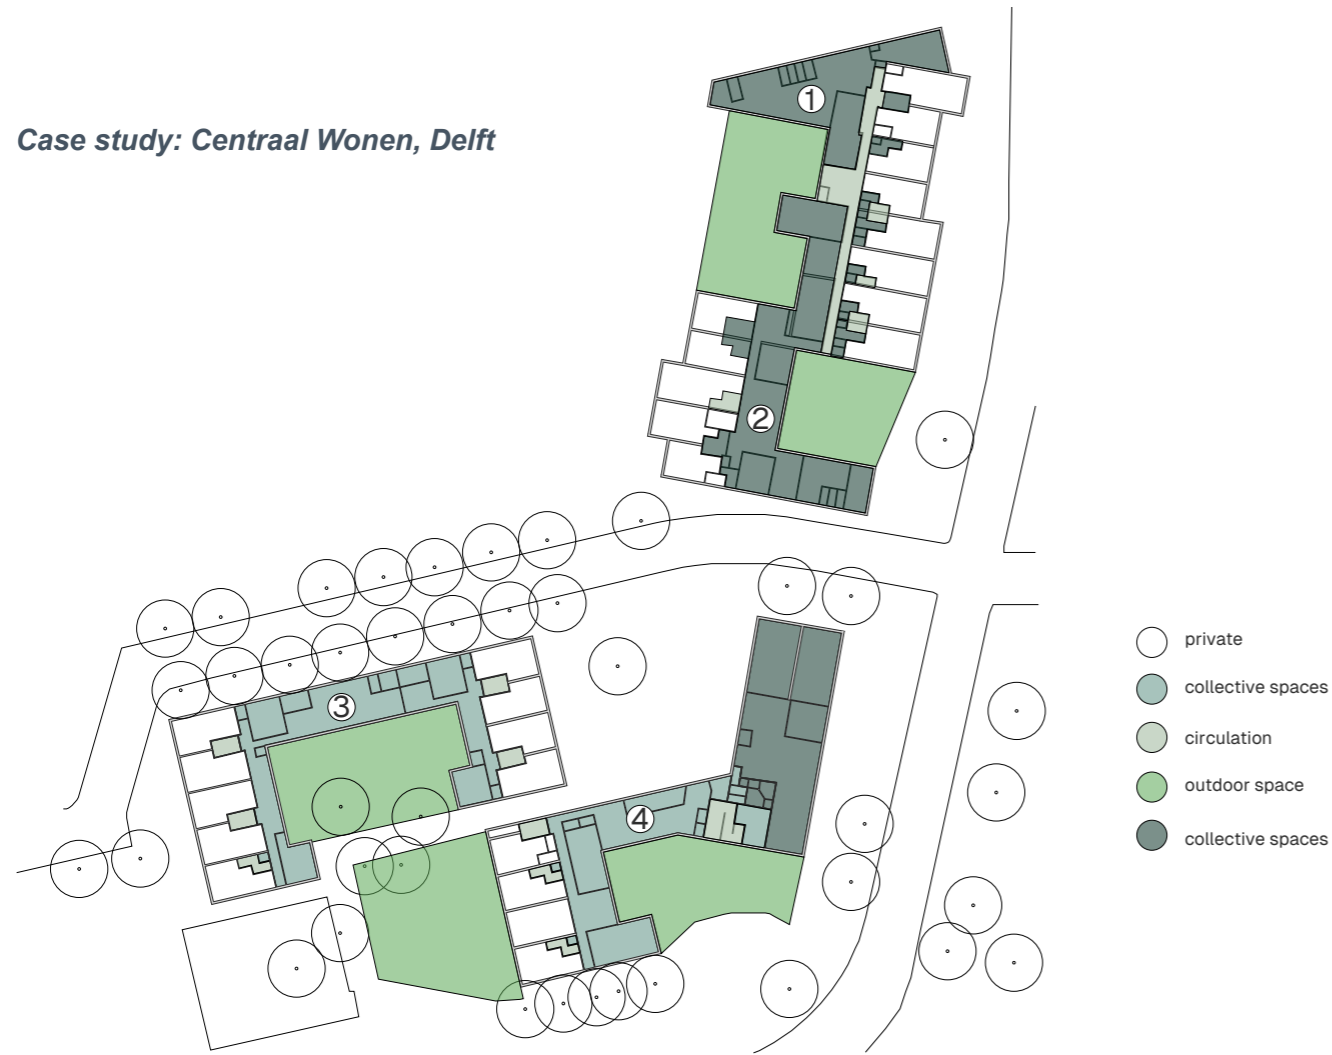 Case study: Centraal Wonen, Delft
1
2
3
4
private
collective spaces
circulation
outdoor space
collective spaces